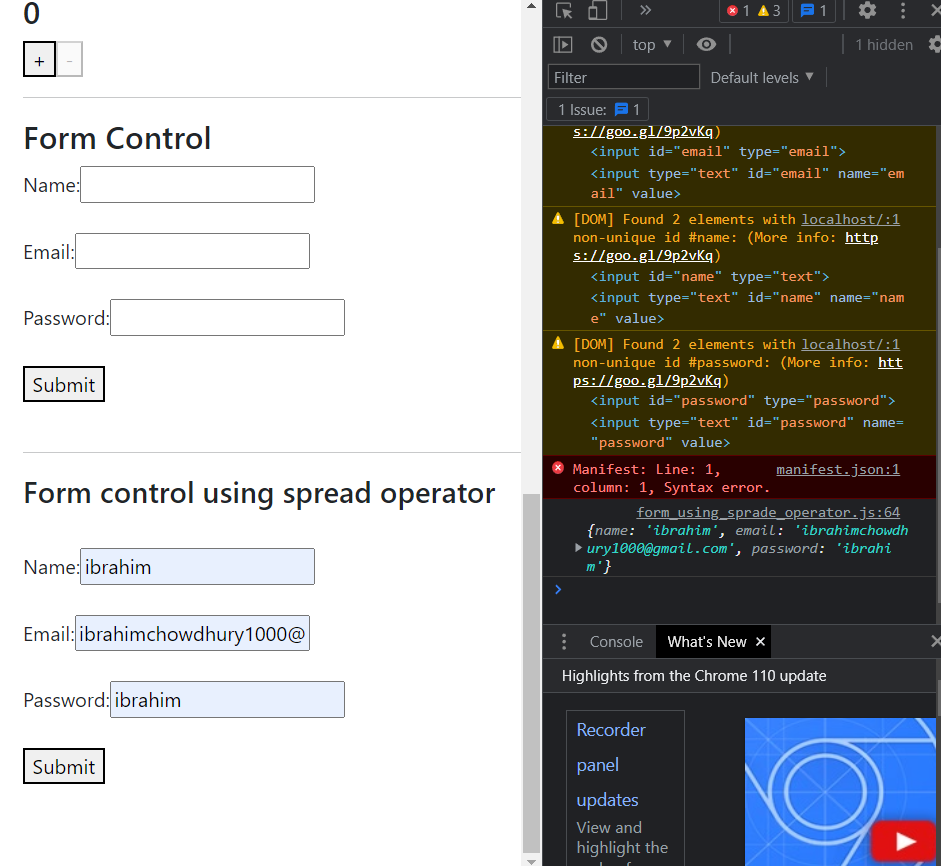 0
+
-
Form Control
Name:
Email:
Password:
Submit
Form control using spread operator
Name: ibrahim
Email: ibrahimchowdhury1000@
Password: ibrahim
Submit
1 3 1
top ▼ 1 hidden
Filter Default levels ▼
1 Issue: 1
s://goo.gl/9p2vKq)
<input id="email" type="email">
<input type="text" id="email" name="em
ail" value>
[DOM] Found 2 elements with localhost/:1
non-unique id #name: (More info: http
s://goo.gl/9p2vKq)
<input id="name" type="text">
<input type="text" id="name" name="nam
e" value>
[DOM] Found 2 elements with localhost/:1
non-unique id #password: (More info: htt
ps://goo.gl/9p2vKq)
<input id="password" type="password">
<input type="text" id="password" name=
"password" value>
Manifest: Line: 1, manifest.json:1
column: 1, Syntax error.
form_using_sprade_operator.js:64
{name: 'ibrahim', email: 'ibrahimchowdh
ury1000@gmail.com', password: 'ibrahi
m'}
Console What's New ×
Highlights from the Chrome 110 update
Recorder
panel
updates
View and
highlight the